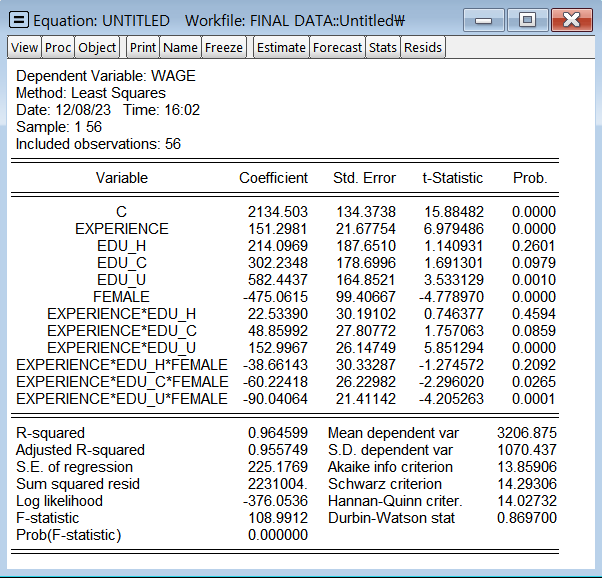 Equation: UNTITLED Workfile: FINAL DATA::Untitled\
View Proc Object Print Name Freeze Estimate Forecast Stats Resids
Dependent Variable: WAGE
Method: Least Squares
Date: 12/08/23 Time: 16:02
Sample: 1 56
Included observations: 56
Variable Coefficient Std. Error t-Statistic Prob.
C 2134.503 134.3738 15.88482 0.0000
EXPERIENCE 151.2981 21.67754 6.979486 0.0000
EDU_H 214.0969 187.6510 1.140931 0.2601
EDU_C 302.2348 178.6996 1.691301 0.0979
EDU_U 582.4437 164.8521 3.533129 0.0010
FEMALE -475.0615 99.40667 -4.778970 0.0000
EXPERIENCE*EDU_H 22.53390 30.19102 0.746377 0.4594
EXPERIENCE*EDU_C 48.85992 27.80772 1.757063 0.0859
EXPERIENCE*EDU_U 152.9967 26.14749 5.851294 0.0000
EXPERIENCE*EDU_H*FEMALE -38.66143 30.33287 -1.274572 0.2092
EXPERIENCE*EDU_C*FEMALE -60.22418 26.22982 -2.296020 0.0265
EXPERIENCE*EDU_U*FEMALE -90.04064 21.41142 -4.205263 0.0001
R-squared 0.964599 Mean dependent var 3206.875
Adjusted R-squared 0.955749 S.D. dependent var 1070.437
S.E. of regression 225.1769 Akaike info criterion 13.85906
Sum squared resid 2231004. Schwarz criterion 14.29306
Log likelihood -376.0536 Hannan-Quinn criter. 14.02732
F-statistic 108.9912 Durbin-Watson stat 0.869700
Prob(F-statistic) 0.000000